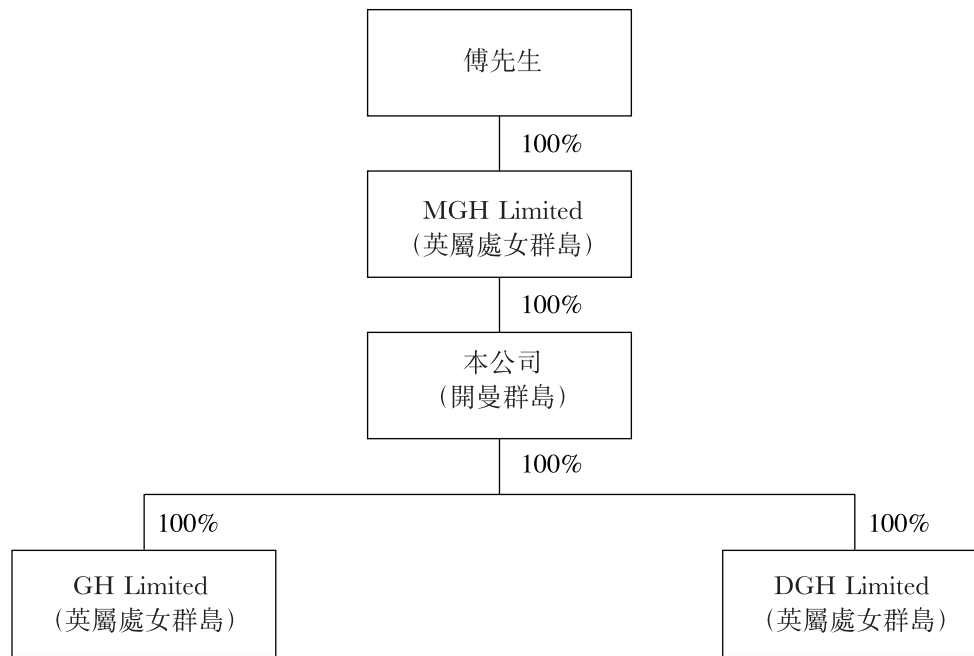 傅先生
100%
MGH Limited
（英屬處女群島）
100%
本公司
（開曼群島）
100%
100%
100%
GH Limited
（英屬處女群島）
DGH Limited
（英屬處女群島）